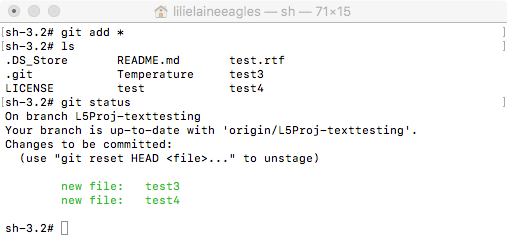 lilielaineeagles — sh — 71×15
sh-3.2# git add *
sh-3.2# ls
.DS_Store       README.md       test.rtf
.git            Temperature     test3
LICENSE         test            test4
sh-3.2# git status
On branch L5Proj-texttesting
Your branch is up-to-date with 'origin/L5Proj-texttesting'.
Changes to be committed:
  (use "git reset HEAD <file>..." to unstage)
        new file:   test3
        new file:   test4
sh-3.2#